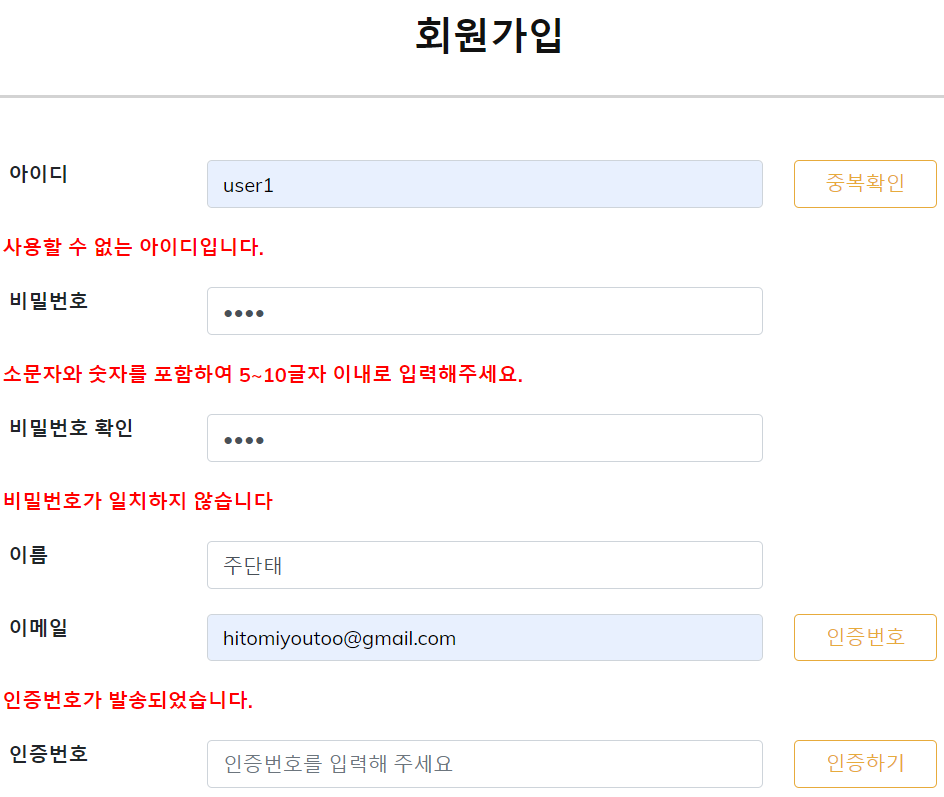 회원가입
아이디
user1
중복확인
사용할 수 없는 아이디입니다.
비밀번호
••••
소문자와 숫자를 포함하여 5~10글자 이내로 입력해주세요.
비밀번호 확인
••••
비밀번호가 일치하지 않습니다
이름
주단태
이메일
hitomiyoutoo@gmail.com
인증번호
인증번호가 발송되었습니다.
인증번호
인증번호를 입력해 주세요
인증하기